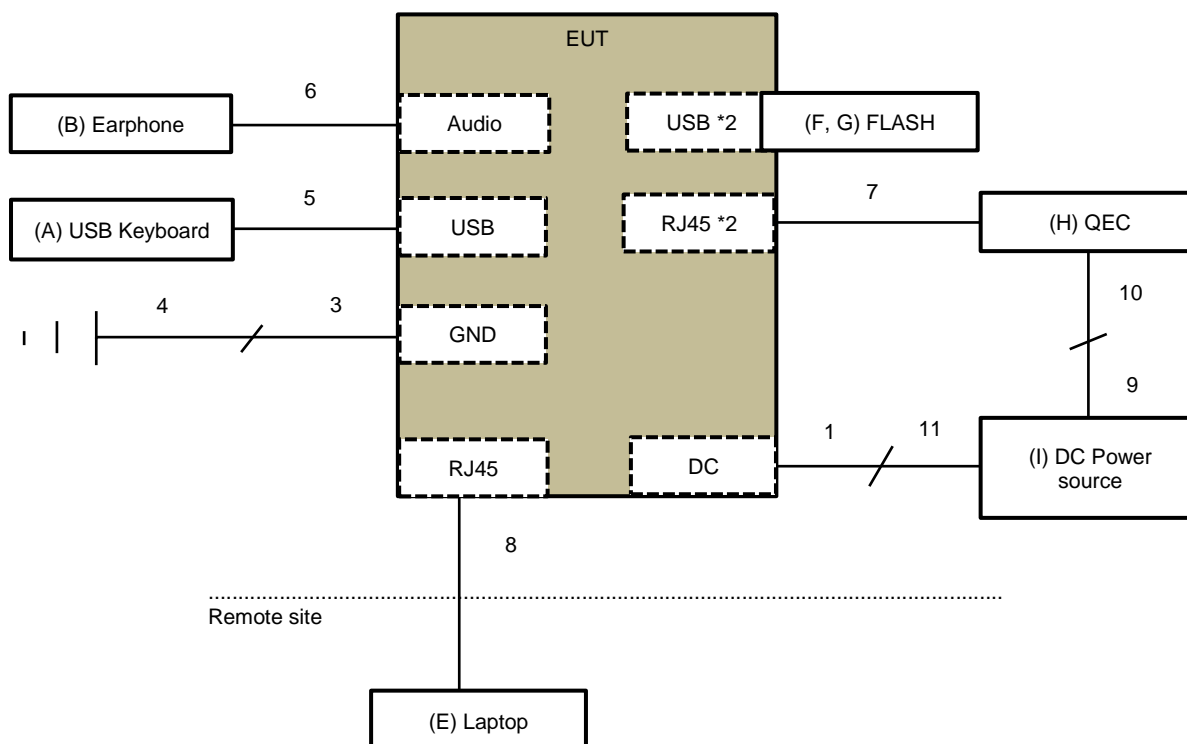 EUT
6
(B) Earphone
Audio
USB *2
(F, G) FLASH
5
7
(A) USB Keyboard
USB
RJ45 *2
(H) QEC
4
3
GND
10
9
1
11
RJ45
DC
(I) DC Power
source
8
Remote site
(E) Laptop